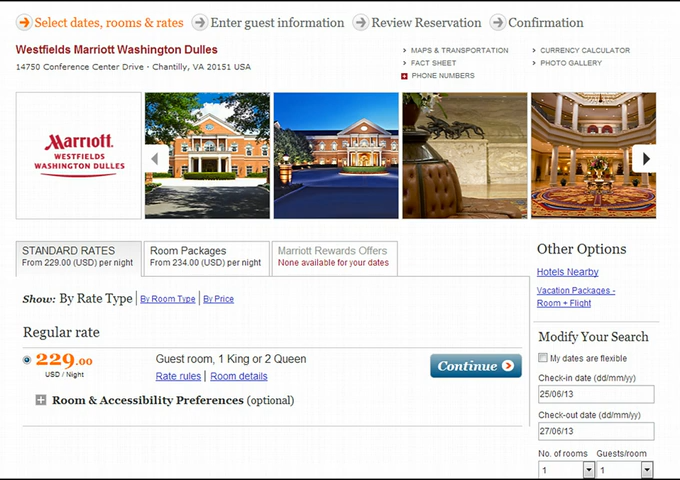 Select dates, rooms & rates Enter guest information Review Reservation Confirmation
Westfields Marriott Washington Dulles
14750 Conference Center Drive · Chantilly, VA 20151 USA
MAPS & TRANSPORTATION
FACT SHEET
PHONE NUMBERS
CURRENCY CALCULATOR
PHOTO GALLERY
Marriott.
WESTFIELDS
WASHINGTON DULLES
STANDARD RATES
From 229.00 (USD) per night
Room Packages
From 234.00 (USD) per night
Marriott Rewards Offers
None available for your dates
Show: By Rate Type | By Room Type | By Price
Regular rate
229.00
USD / Night
Guest room, 1 King or 2 Queen
Rate rules | Room details
Continue
Room & Accessibility Preferences (optional)
Other Options
Hotels Nearby
Vacation Packages -
Room + Flight
Modify Your Search
My dates are flexible
Check-in date (dd/mm/yy)
25/06/13
Check-out date (dd/mm/yy)
27/06/13
No. of rooms Guests/room
1 1